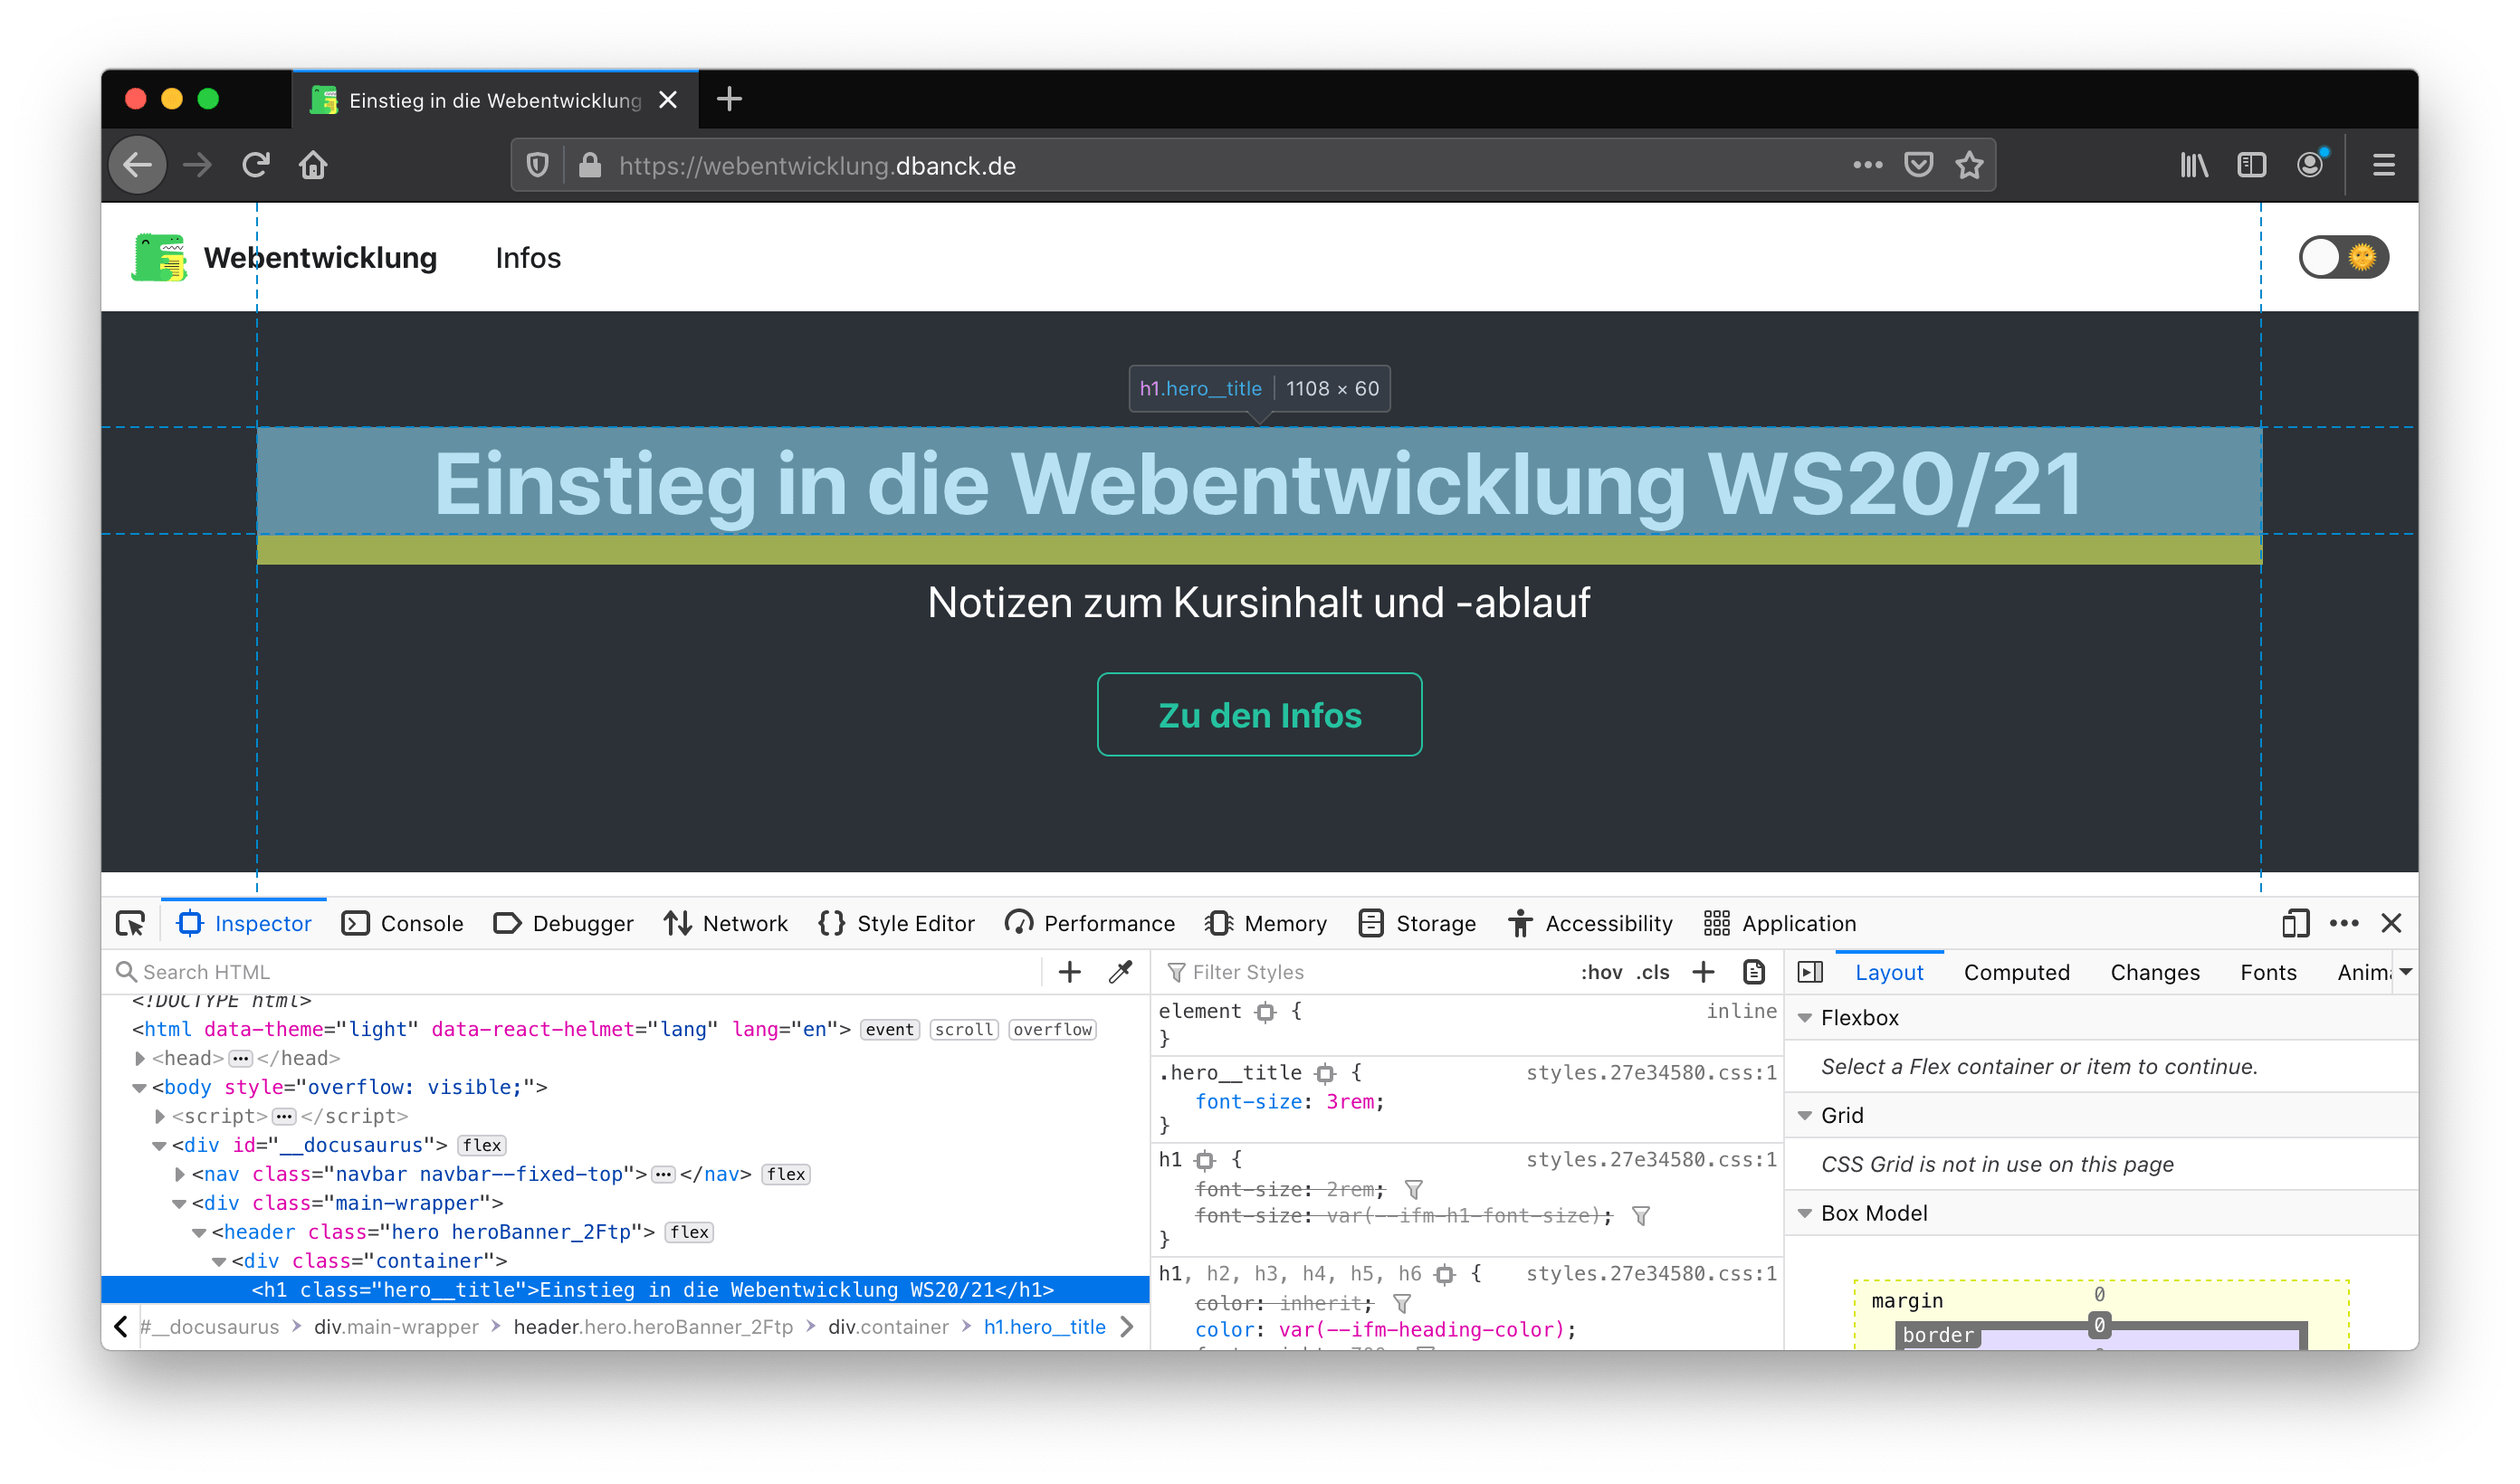 Einstieg in die Webentwicklung
https://webentwicklung.dbanck.de
Webentwicklung Infos
h1.hero__title 1108 × 60
Einstieg in die Webentwicklung WS20/21
Notizen zum Kursinhalt und -ablauf
Zu den Infos
Inspector Console Debugger Network {} Style Editor Performance Memory Storage Accessibility Application
Search HTML
<!DOCTYPE html>
<html data-theme="light" data-react-helmet="lang" lang="en"> event scroll overflow
<head> ••• </head>
<body style="overflow: visible;">
<script> ••• </script>
<div id="__docusaurus"> flex
<nav class="navbar navbar--fixed-top"> ••• </nav> flex
<div class="main-wrapper">
<header class="hero heroBanner_2Ftp"> flex
<div class="container">
<h1 class="hero__title">Einstieg in die Webentwicklung WS20/21</h1>
#__docusaurus > div.main-wrapper > header.hero.heroBanner_2Ftp > div.container > h1.hero__title
Filter Styles :hov .cls
element { inline
}
.hero__title { styles.27e34580.css:1
font-size: 3rem;
}
h1 { styles.27e34580.css:1
font-size: 2rem;
font-size: var(--ifm-h1-font-size);
}
h1, h2, h3, h4, h5, h6 { styles.27e34580.css:1
color: inherit;
color: var(--ifm-heading-color);
Layout Computed Changes Fonts
Flexbox
Select a Flex container or item to continue.
Grid
CSS Grid is not in use on this page
Box Model
margin 0
border 0